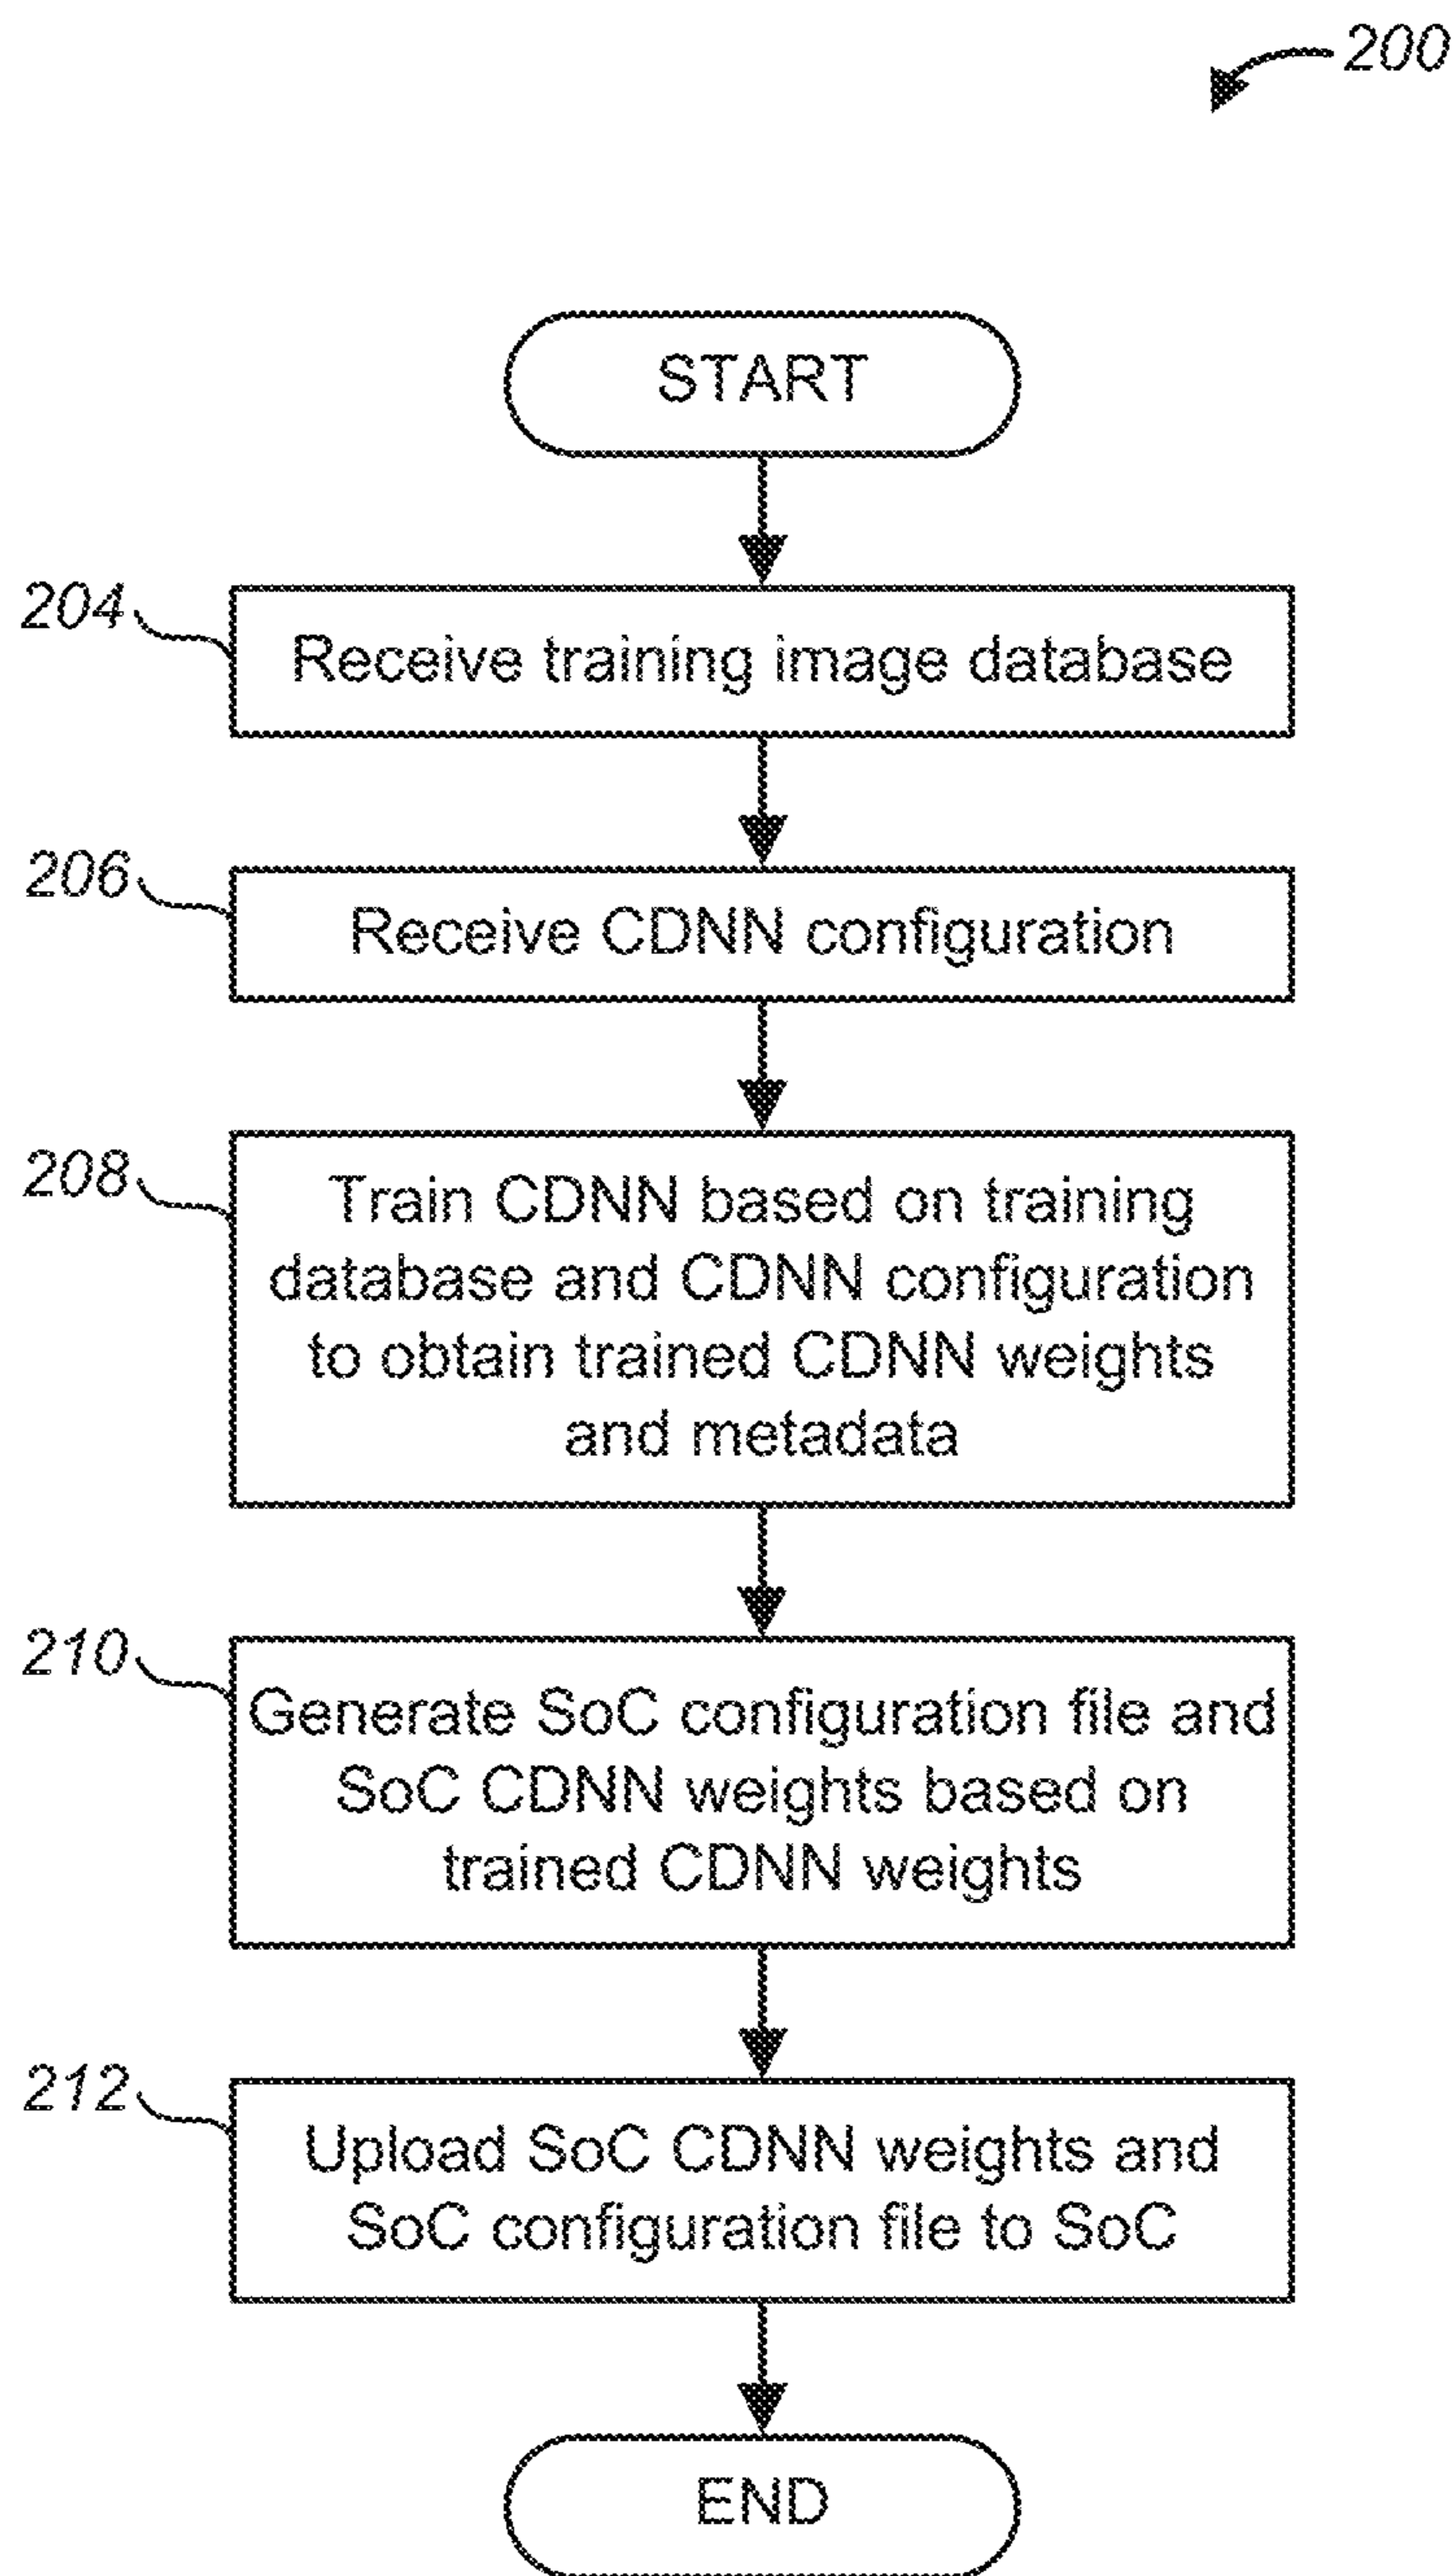 200
START
204
Receive training image database
206
Receive CDNN configuration
208
Train CDNN based on training
database and CDNN configuration
to obtain trained CDNN weights
and metadata
210
Generate SoC configuration file and
SoC CDNN weights based on
trained CDNN weights
212
Upload SoC CDNN weights and
SoC configuration file to SoC
END